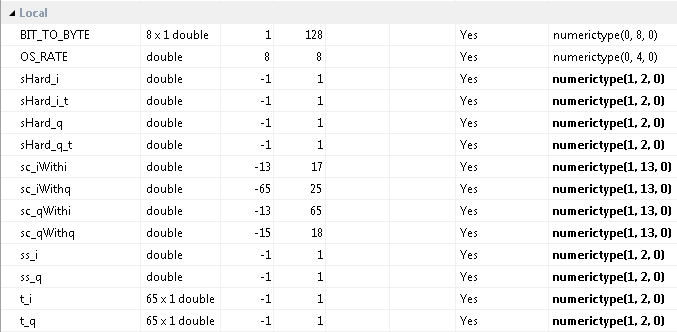 Local
BIT_TO_BYTE 8 x 1 double 1 128 Yes numerictype(0, 8, 0)
OS_RATE double 8 8 Yes numerictype(0, 4, 0)
sHard_i double -1 1 Yes numerictype(1, 2, 0)
sHard_i_t double -1 1 Yes numerictype(1, 2, 0)
sHard_q double -1 1 Yes numerictype(1, 2, 0)
sHard_q_t double -1 1 Yes numerictype(1, 2, 0)
sc_iWithi double -13 17 Yes numerictype(1, 13, 0)
sc_iWithq double -65 25 Yes numerictype(1, 13, 0)
sc_qWithi double -13 65 Yes numerictype(1, 13, 0)
sc_qWithq double -15 18 Yes numerictype(1, 13, 0)
ss_i double -1 1 Yes numerictype(1, 2, 0)
ss_q double -1 1 Yes numerictype(1, 2, 0)
t_i 65 x 1 double -1 1 Yes numerictype(1, 2, 0)
t_q 65 x 1 double -1 1 Yes numerictype(1, 2, 0)